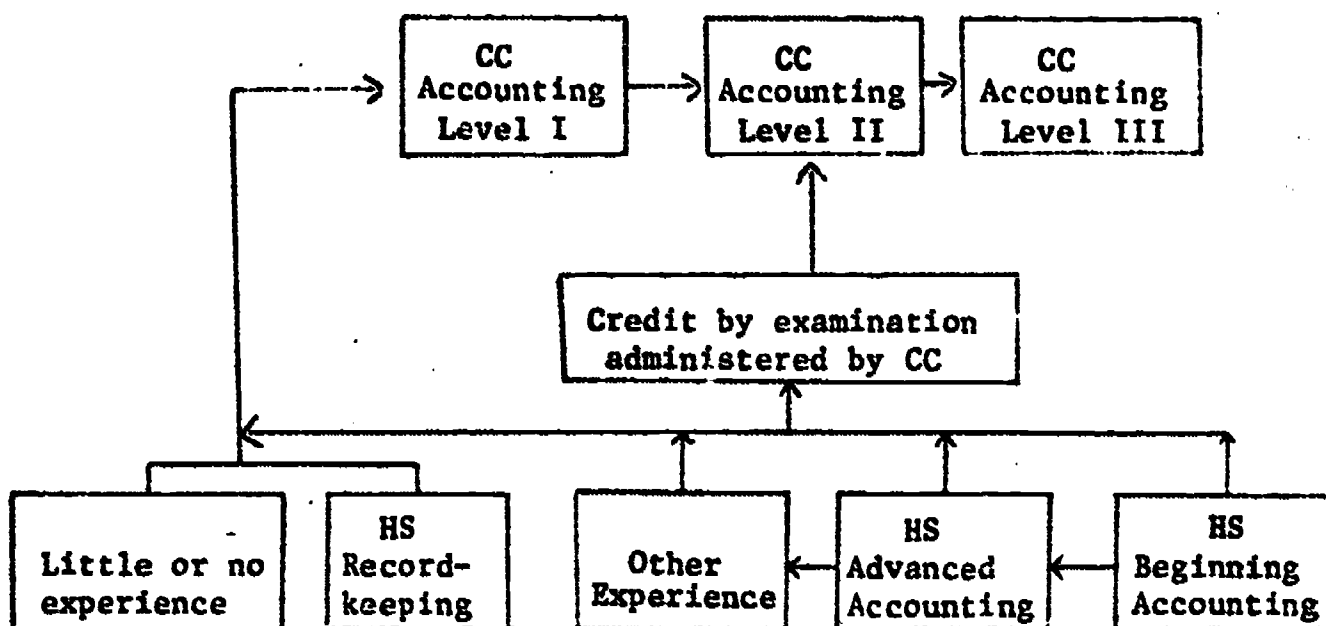 CC
Accounting
Level I
CC
Accounting
Level II
CC
Accounting
Level III
Credit by examination
administered by CC
Little or no
experience
HS
Record-
keeping
Other
Experience
HS
Advanced
Accounting
HS
Beginning
Accounting